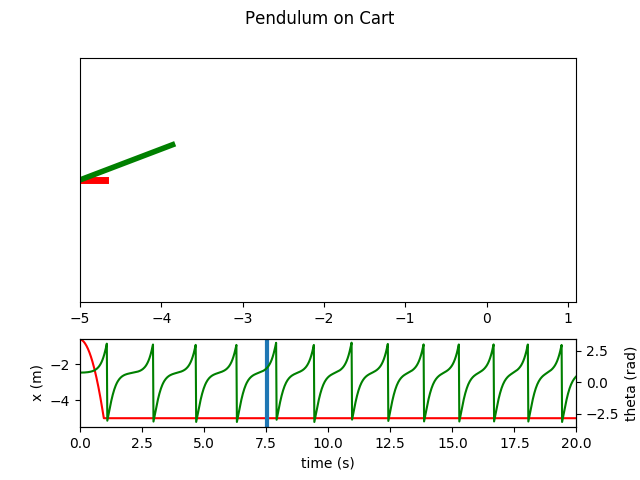 Pendulum on Cart
−5 −4 −3 −2 −1 0 1
x (m)
−2
−4
2.5
0.0
−2.5
theta (rad)
0.0 2.5 5.0 7.5 10.0 12.5 15.0 17.5 20.0
time (s)